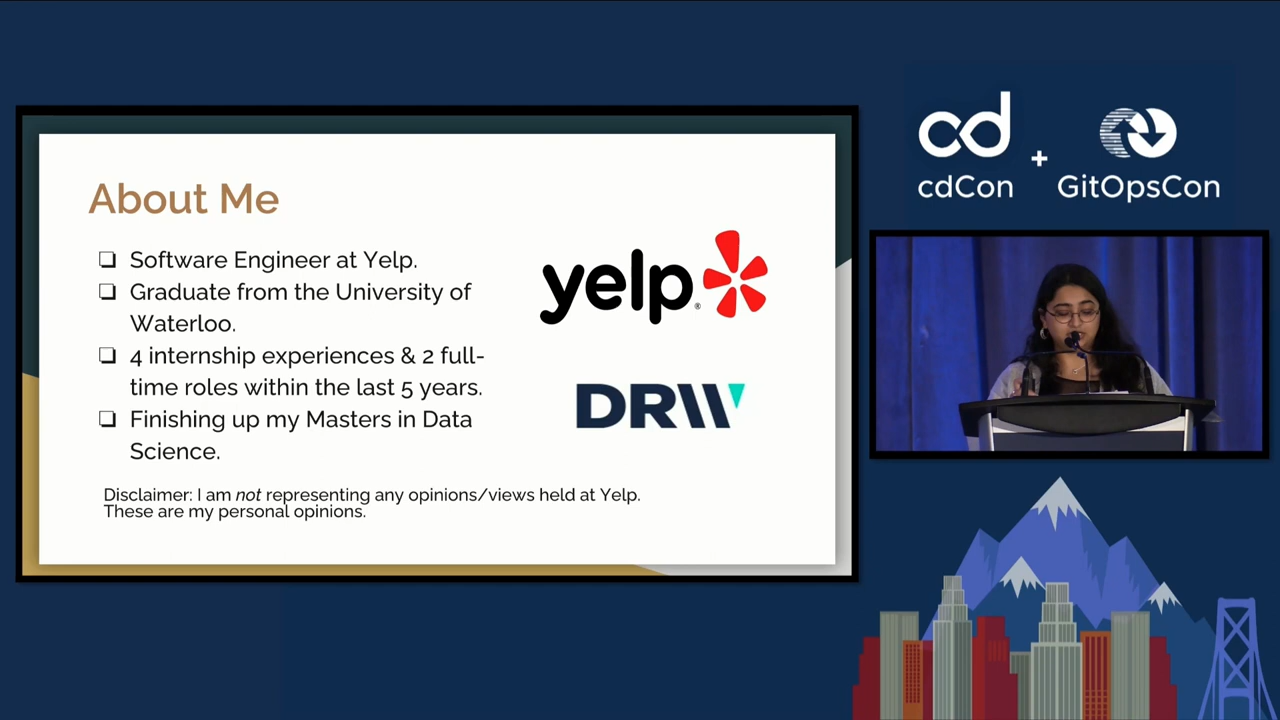 About Me
❏ Software Engineer at Yelp.
❏ Graduate from the University of
Waterloo.
❏ 4 internship experiences & 2 full-
time roles within the last 5 years.
❏ Finishing up my Masters in Data
Science.
Disclaimer: I am not representing any opinions/views held at Yelp.
These are my personal opinions.
yelp
DRW
cd
+
cdCon
GitOpsCon